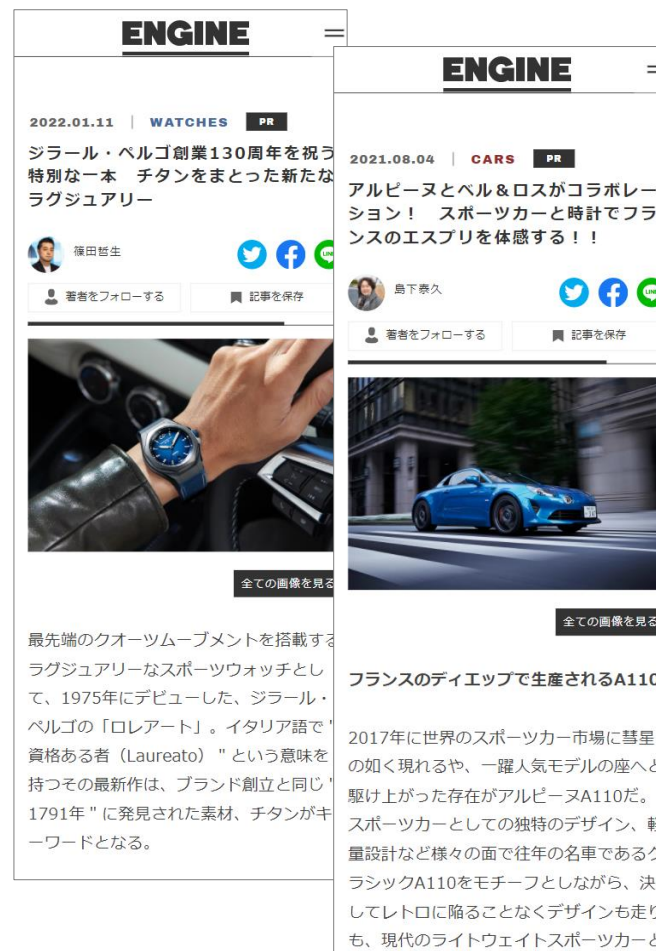 ENGINE
2022.01.11 | WATCHES PR
ジラール・ペルゴ創業130周年を祝う
特別な一本　チタンをまとった新たな
ラグジュアリー
篠田哲生
LINE
著者をフォローする
記事を保存
全ての画像を見る
最先端のクオーツムーブメントを搭載する
ラグジュアリーなスポーツウォッチとし
て、1975年にデビューした、ジラール・
ペルゴの「ロレアート」。イタリア語で "
資格ある者（Laureato） " という意味を
持つその最新作は、ブランド創立と同じ "
1791年 " に発見された素材、チタンがキ
ーワードとなる。
ENGINE
2021.08.04 | CARS PR
アルピーヌとベル＆ロスがコラボレー
ション！　スポーツカーと時計でフラ
ンスのエスプリを体感する！！
島下泰久
LINE
著者をフォローする
記事を保存
全ての画像を見る
フランスのディエップで生産されるA110
2017年に世界のスポーツカー市場に彗星
の如く現れるや、一躍人気モデルの座へと
駆け上がった存在がアルピーヌA110だ。
スポーツカーとしての独特のデザイン、軽
量設計など様々の面で往年の名車であるク
ラシックA110をモチーフとしながら、決
してレトロに陥ることなくデザインも走り
も、現代のライトウェイトスポーツカーと